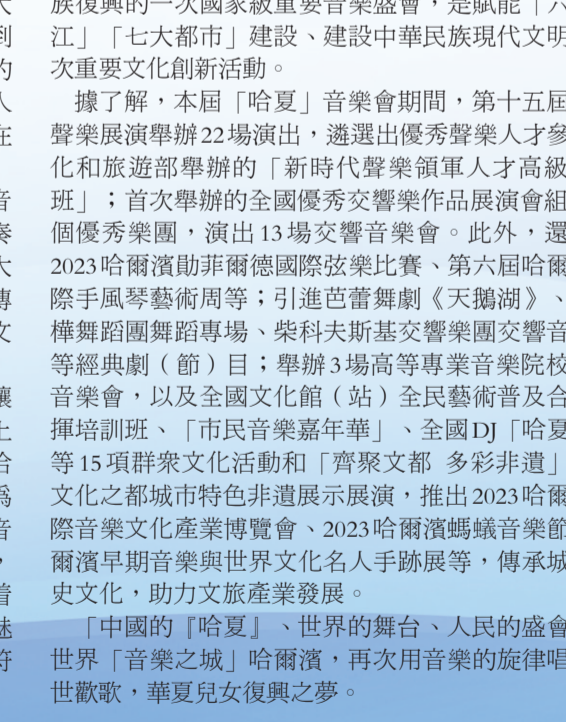 族復興的一次國家級重要音樂盛會，是賦能「六
江」「七大都市」建設、建設中華民族現代文明
次重要文化創新活動。
據了解，本屆「哈夏」音樂會期間，第十五屆
聲樂展演舉辦22場演出，遴選出優秀聲樂人才參
化和旅遊部舉辦的「新時代聲樂領軍人才高級
班」；首次舉辦的全國優秀交響樂作品展演會組
個優秀樂團，演出13場交響音樂會。此外，還
2023哈爾濱勛菲爾德國際弦樂比賽、第六屆哈爾
際手風琴藝術周等；引進芭蕾舞劇《天鵝湖》、
樺舞蹈團舞蹈專場、柴科夫斯基交響樂團交響音
等經典劇（節）目；舉辦3場高等專業音樂院校
音樂會，以及全國文化館（站）全民藝術普及合
揮培訓班、「市民音樂嘉年華」、全國DJ「哈夏
等15項群衆文化活動和「齊聚文都 多彩非遺」
文化之都城市特色非遺展示展演，推出2023哈爾
際音樂文化產業博覽會、2023哈爾濱螞蟻音樂節
爾濱早期音樂與世界文化名人手跡展等，傳承城
史文化，助力文旅產業發展。
「中國的『哈夏』、世界的舞台、人民的盛會
世界「音樂之城」哈爾濱，再次用音樂的旋律唱
世歡歌，華夏兒女復興之夢。